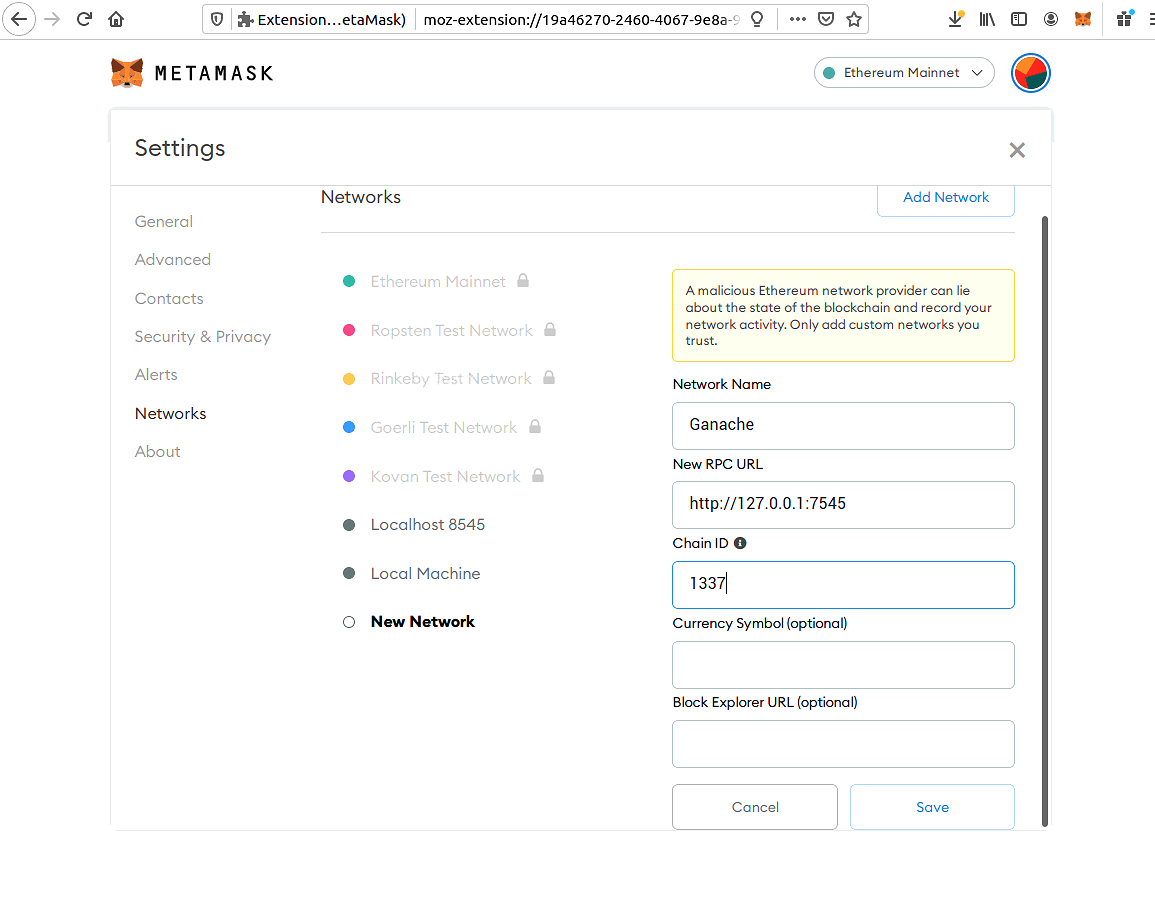 Extension...etaMask) moz-extension://19a46270-2460-4067-9e8a-9
METAMASK Ethereum Mainnet
Settings
Networks Add Network
General
Advanced
Contacts
Security & Privacy
Alerts
Networks
About
Ethereum Mainnet
Ropsten Test Network
Rinkeby Test Network
Goerli Test Network
Kovan Test Network
Localhost 8545
Local Machine
New Network
A malicious Ethereum network provider can lie
about the state of the blockchain and record your
network activity. Only add custom networks you
trust.
Network Name
Ganache
New RPC URL
http://127.0.0.1:7545
Chain ID
1337
Currency Symbol (optional)
Block Explorer URL (optional)
Cancel Save